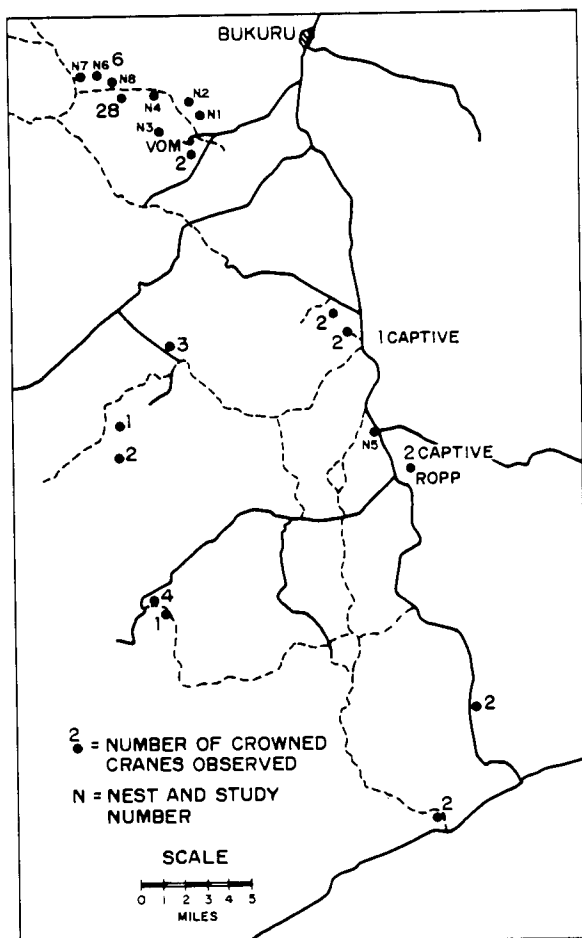 BUKURU
N7 N6 6
N8
28
N4
N2
N1
N3
VOM
2
2
2
1 CAPTIVE
3
1
2
N5
2 CAPTIVE
ROPP
4
1
2
2
2
= NUMBER OF CROWNED
CRANES OBSERVED
N = NEST AND STUDY
NUMBER
SCALE
0 1 2 3 4 5
MILES